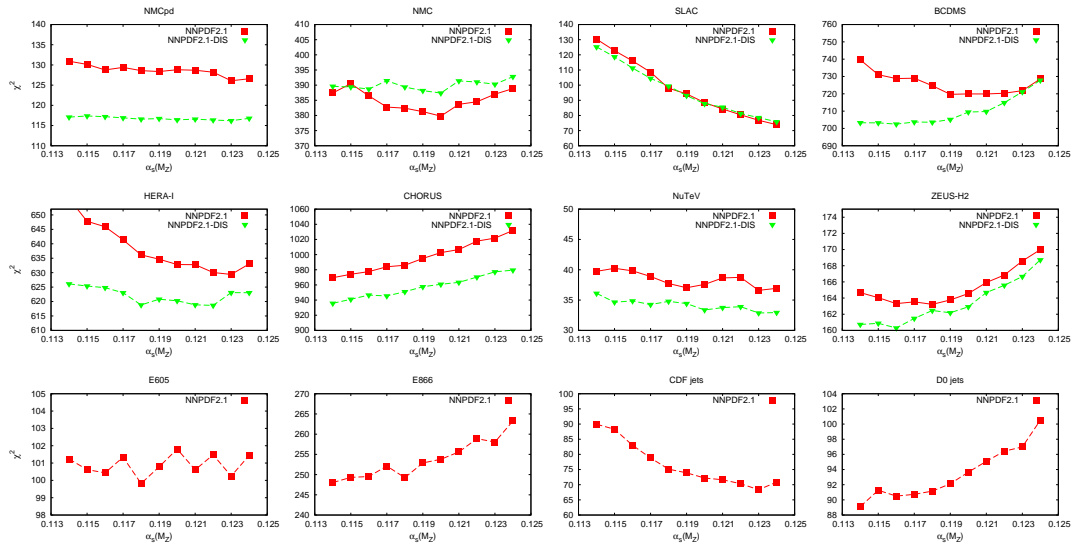 NMCpd
NNPDF2.1
NNPDF2.1-DIS
χ²
140
135
130
125
120
115
110
0.113 0.115 0.117 0.119 0.121 0.123 0.125
αs(MZ)
NMC
NNPDF2.1
NNPDF2.1-DIS
410
405
400
395
390
385
380
375
370
0.113 0.115 0.117 0.119 0.121 0.123 0.125
αs(MZ)
SLAC
NNPDF2.1
NNPDF2.1-DIS
140
130
120
110
100
90
80
70
60
0.113 0.115 0.117 0.119 0.121 0.123 0.125
αs(MZ)
BCDMS
NNPDF2.1
NNPDF2.1-DIS
760
750
740
730
720
710
700
690
0.113 0.115 0.117 0.119 0.121 0.123 0.125
αs(MZ)
HERA-I
NNPDF2.1
NNPDF2.1-DIS
χ²
650
645
640
635
630
625
620
615
610
0.113 0.115 0.117 0.119 0.121 0.123 0.125
αs(MZ)
CHORUS
NNPDF2.1
NNPDF2.1-DIS
1060
1040
1020
1000
980
960
940
920
900
0.113 0.115 0.117 0.119 0.121 0.123 0.125
αs(MZ)
NuTeV
NNPDF2.1
NNPDF2.1-DIS
50
45
40
35
30
0.113 0.115 0.117 0.119 0.121 0.123 0.125
αs(MZ)
ZEUS-H2
NNPDF2.1
NNPDF2.1-DIS
174
172
170
168
166
164
162
160
0.113 0.115 0.117 0.119 0.121 0.123 0.125
αs(MZ)
E605
NNPDF2.1
χ²
105
104
103
102
101
100
99
98
0.113 0.115 0.117 0.119 0.121 0.123 0.125
αs(MZ)
E866
NNPDF2.1
270
265
260
255
250
245
240
0.113 0.115 0.117 0.119 0.121 0.123 0.125
αs(MZ)
CDF jets
NNPDF2.1
100
95
90
85
80
75
70
65
60
0.113 0.115 0.117 0.119 0.121 0.123 0.125
αs(MZ)
D0 jets
NNPDF2.1
104
102
100
98
96
94
92
90
88
0.113 0.115 0.117 0.119 0.121 0.123 0.125
αs(MZ)